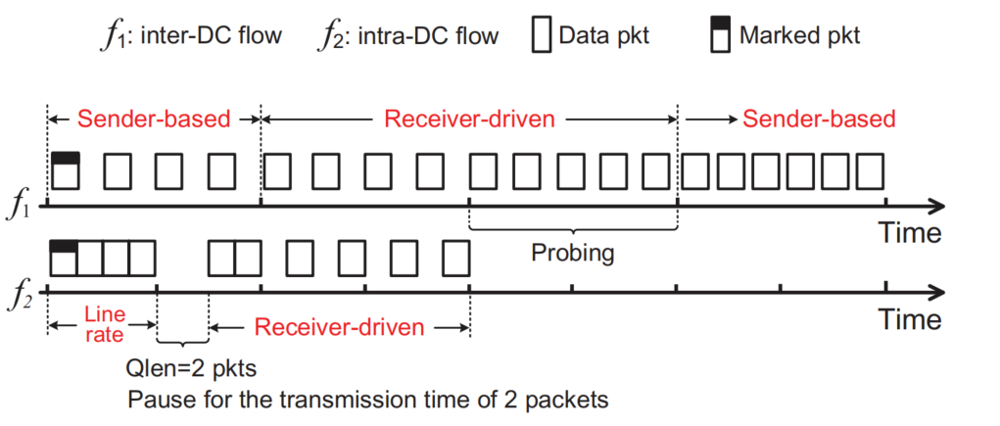 f1: inter-DC flow f2: intra-DC flow Data pkt Marked pkt
Sender-based Receiver-driven Sender-based
f1
Time
Probing
f2
Time
Line
rate
Receiver-driven
Qlen=2 pkts
Pause for the transmission time of 2 packets